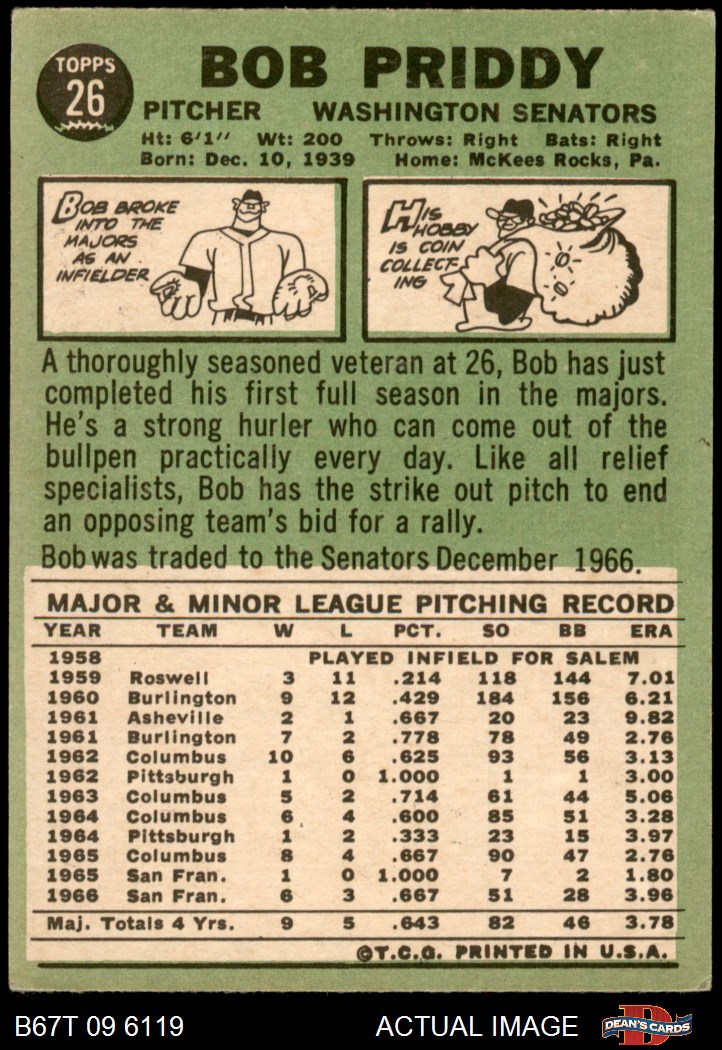 TOPPS
26
BOB PRIDDY
PITCHER WASHINGTON SENATORS
Ht: 6'1" Wt: 200 Throws: Right Bats: Right
Born: Dec. 10, 1939 Home: McKees Rocks, Pa.
BOB BROKE
INTO THE
MAJORS
AS AN
INFIELDER
HIS
HOBBY
IS COIN
COLLECT-
ING
A thoroughly seasoned veteran at 26, Bob has just
completed his first full season in the majors.
He's a strong hurler who can come out of the
bullpen practically every day. Like all relief
specialists, Bob has the strike out pitch to end
an opposing team's bid for a rally.
Bob was traded to the Senators December 1966.
MAJOR & MINOR LEAGUE PITCHING RECORD
YEAR TEAM W L PCT. SO BB ERA
1958 PLAYED INFIELD FOR SALEM
1959 Roswell 3 11 .214 118 144 7.01
1960 Burlington 9 12 .429 184 156 6.21
1961 Asheville 2 1 .667 20 23 9.82
1961 Burlington 7 2 .778 78 49 2.76
1962 Columbus 10 6 .625 93 56 3.13
1962 Pittsburgh 1 0 1.000 1 1 3.00
1963 Columbus 5 2 .714 61 44 5.06
1964 Columbus 6 4 .600 85 51 3.28
1964 Pittsburgh 1 2 .333 23 15 3.97
1965 Columbus 8 4 .667 90 47 2.76
1965 San Fran. 1 0 1.000 7 2 1.80
1966 San Fran. 6 3 .667 51 28 3.96
Maj. Totals 4 Yrs. 9 5 .643 82 46 3.78
©T.C.G. PRINTED IN U.S.A.
B67T 09 6119 ACTUAL IMAGE
D
DEAN'S CARDS